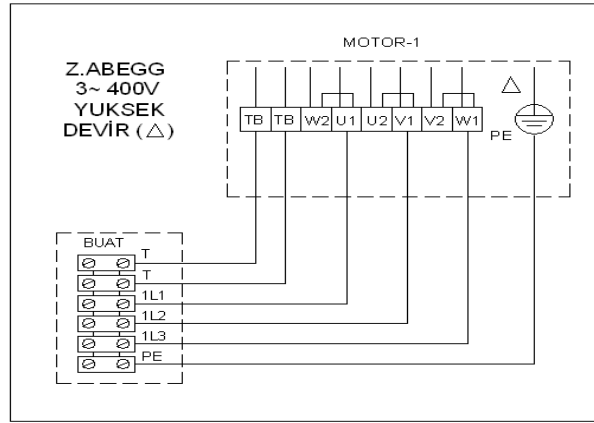 MOTOR-1
Z.ABEGG
3~ 400V
YUKSEK
DEVİR (△)
△
TB TB W2 U1 U2 V1 V2 W1
PE
BUAT
T
T
1L1
1L2
1L3
PE